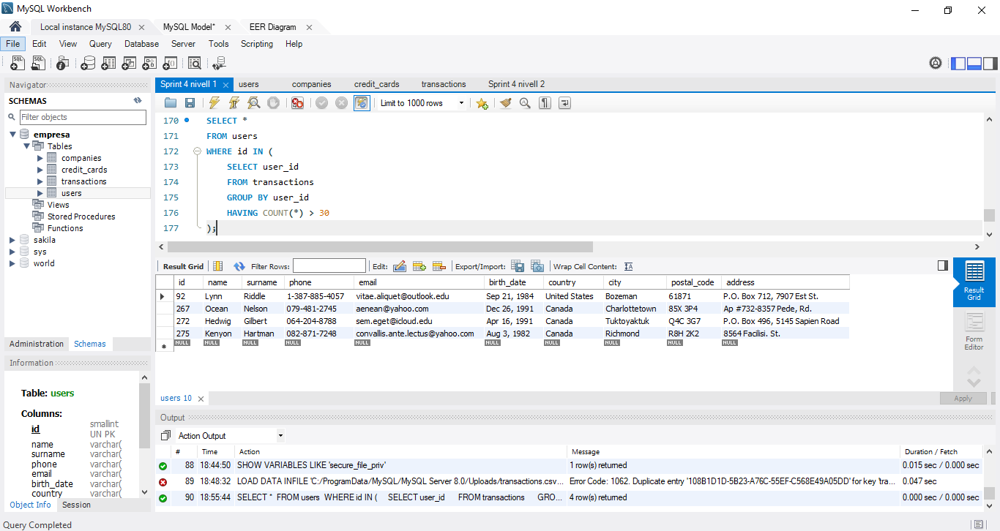 MySQL Workbench
Local instance MySQL80
MySQL Model*
EER Diagram
File Edit View Query Database Server Tools Scripting Help
Navigator
SCHEMAS
Filter objects
empresa
Tables
companies
credit_cards
transactions
users
Views
Stored Procedures
Functions
sakila
sys
world
Administration Schemas
Information
Table: users
Columns:
id smallint UN PK
name varchar(
surname varchar(
phone varchar(
email varchar(
birth_date varchar(
country varchar(
Object Info Session
Sprint 4 nivell 1 users companies credit_cards transactions Sprint 4 nivell 2
Limit to 1000 rows
170 SELECT *
171 FROM users
172 WHERE id IN (
173 SELECT user_id
174 FROM transactions
175 GROUP BY user_id
176 HAVING COUNT(*) > 30
177 );
Result Grid Filter Rows: Edit: Export/Import: Wrap Cell Content:
id name surname phone email birth_date country city postal_code address
92 Lynn Riddle 1-387-885-4057 vitae.aliquet@outlook.edu Sep 21, 1984 United States Bozeman 61871 P.O. Box 712, 7907 Est St.
267 Ocean Nelson 079-481-2745 aenean@yahoo.com Dec 26, 1991 Canada Charlottetown 85X 3P4 Ap #732-8357 Pede, Rd.
272 Hedwig Gilbert 064-204-8788 sem.eget@icloud.edu Apr 16, 1991 Canada Tuktoyaktuk Q4C 3G7 P.O. Box 496, 5145 Sapien Road
275 Kenyon Hartman 082-871-7248 convallis.ante.lectus@yahoo.com Aug 3, 1982 Canada Richmond R8H 2K2 8564 Facilisi. St.
NULL NULL NULL NULL NULL NULL NULL NULL NULL NULL
Result Grid
Form Editor
users 10
Apply
Output
Action Output
# Time Action Message Duration / Fetch
88 18:44:50 SHOW VARIABLES LIKE 'secure_file_priv' 1 row(s) returned 0.015 sec / 0.000 sec
89 18:48:32 LOAD DATA INFILE 'C:/ProgramData/MySQL/MySQL Server 8.0/Uploads/transactions.csv... Error Code: 1062. Duplicate entry '108B1D1D-5B23-A76C-55EF-C568E49A05DD' for key 'tra... 0.047 sec
90 18:55:44 SELECT * FROM users WHERE id IN ( SELECT user_id FROM transactions GRO... 4 row(s) returned 0.000 sec / 0.000 sec
Query Completed